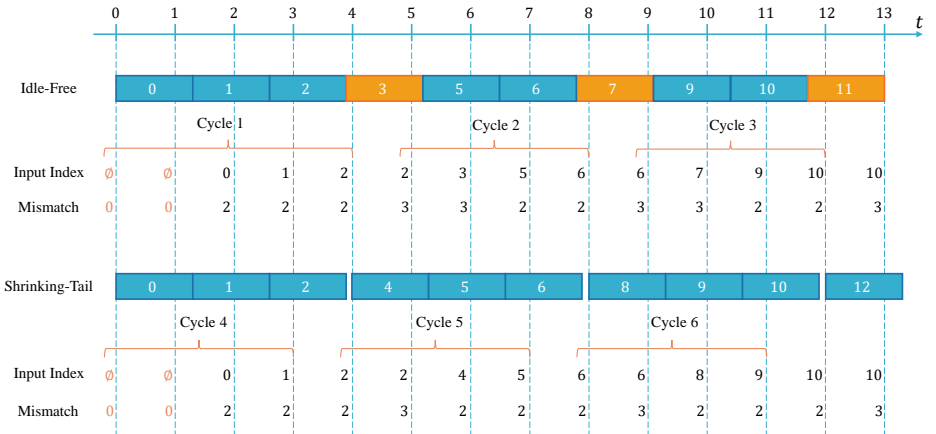 0 1 2 3 4 5 6 7 8 9 10 11 12 13 t
Idle-Free 0 1 2 3 5 6 7 9 10 11
Cycle 1 Cycle 2 Cycle 3
Input Index ∅ ∅ 0 1 2 2 3 5 6 6 7 9 10 10
Mismatch 0 0 2 2 2 3 3 2 2 3 3 2 2 3
Shrinking-Tail 0 1 2 4 5 6 8 9 10 12
Cycle 4 Cycle 5 Cycle 6
Input Index ∅ ∅ 0 1 2 2 4 5 6 6 8 9 10 10
Mismatch 0 0 2 2 2 3 2 2 2 3 2 2 2 3